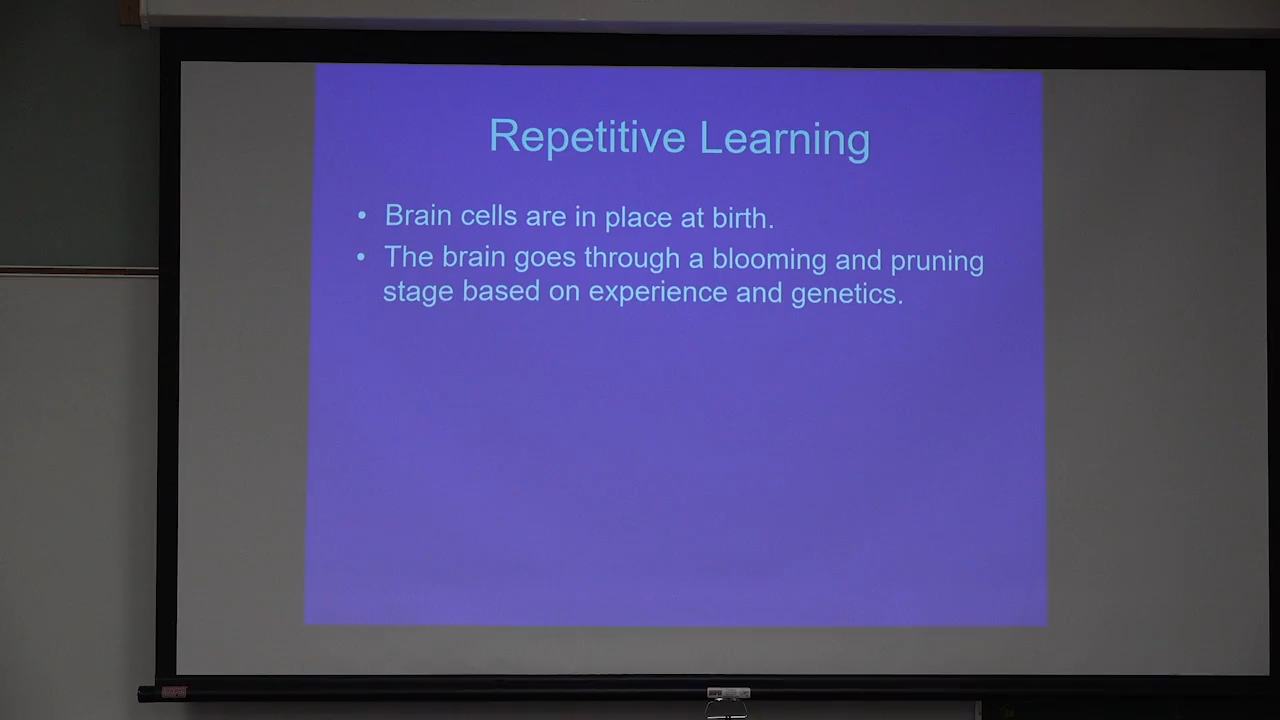 Repetitive Learning
• Brain cells are in place at birth.
• The brain goes through a blooming and pruning
stage based on experience and genetics.